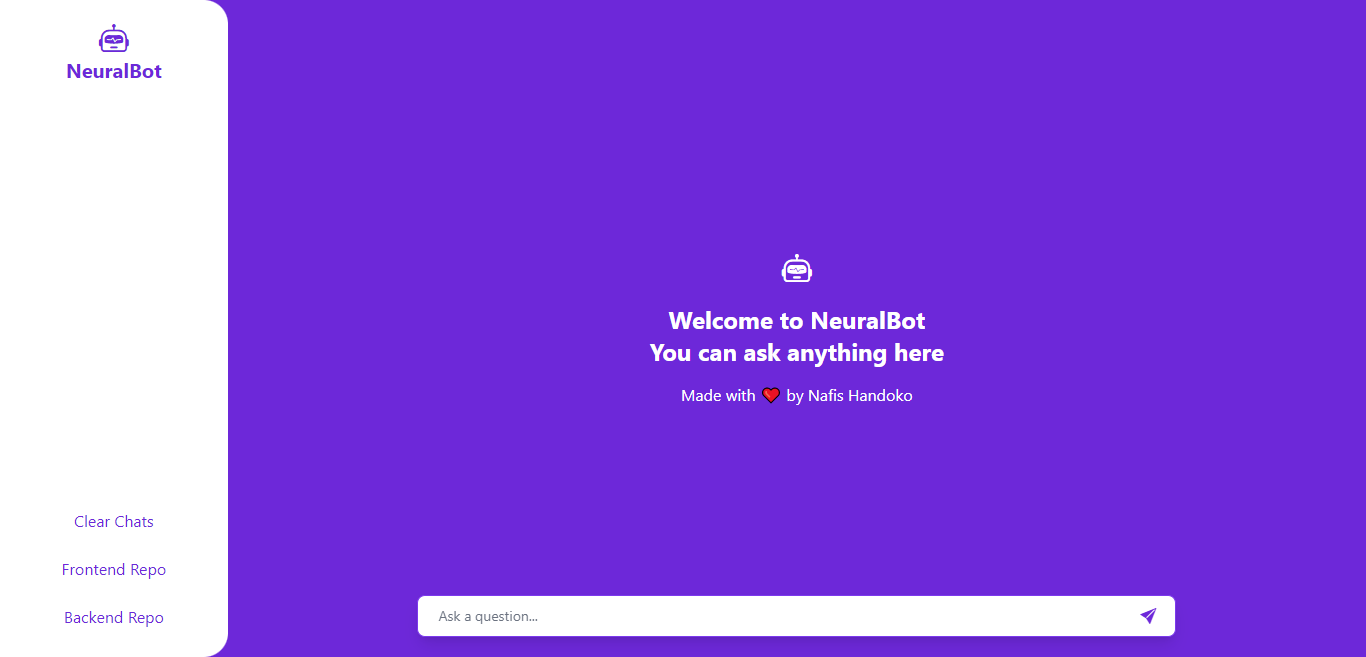 NeuralBot
Clear Chats
Frontend Repo
Backend Repo
Welcome to NeuralBot
You can ask anything here
Made with ❤ by Nafis Handoko
Ask a question...